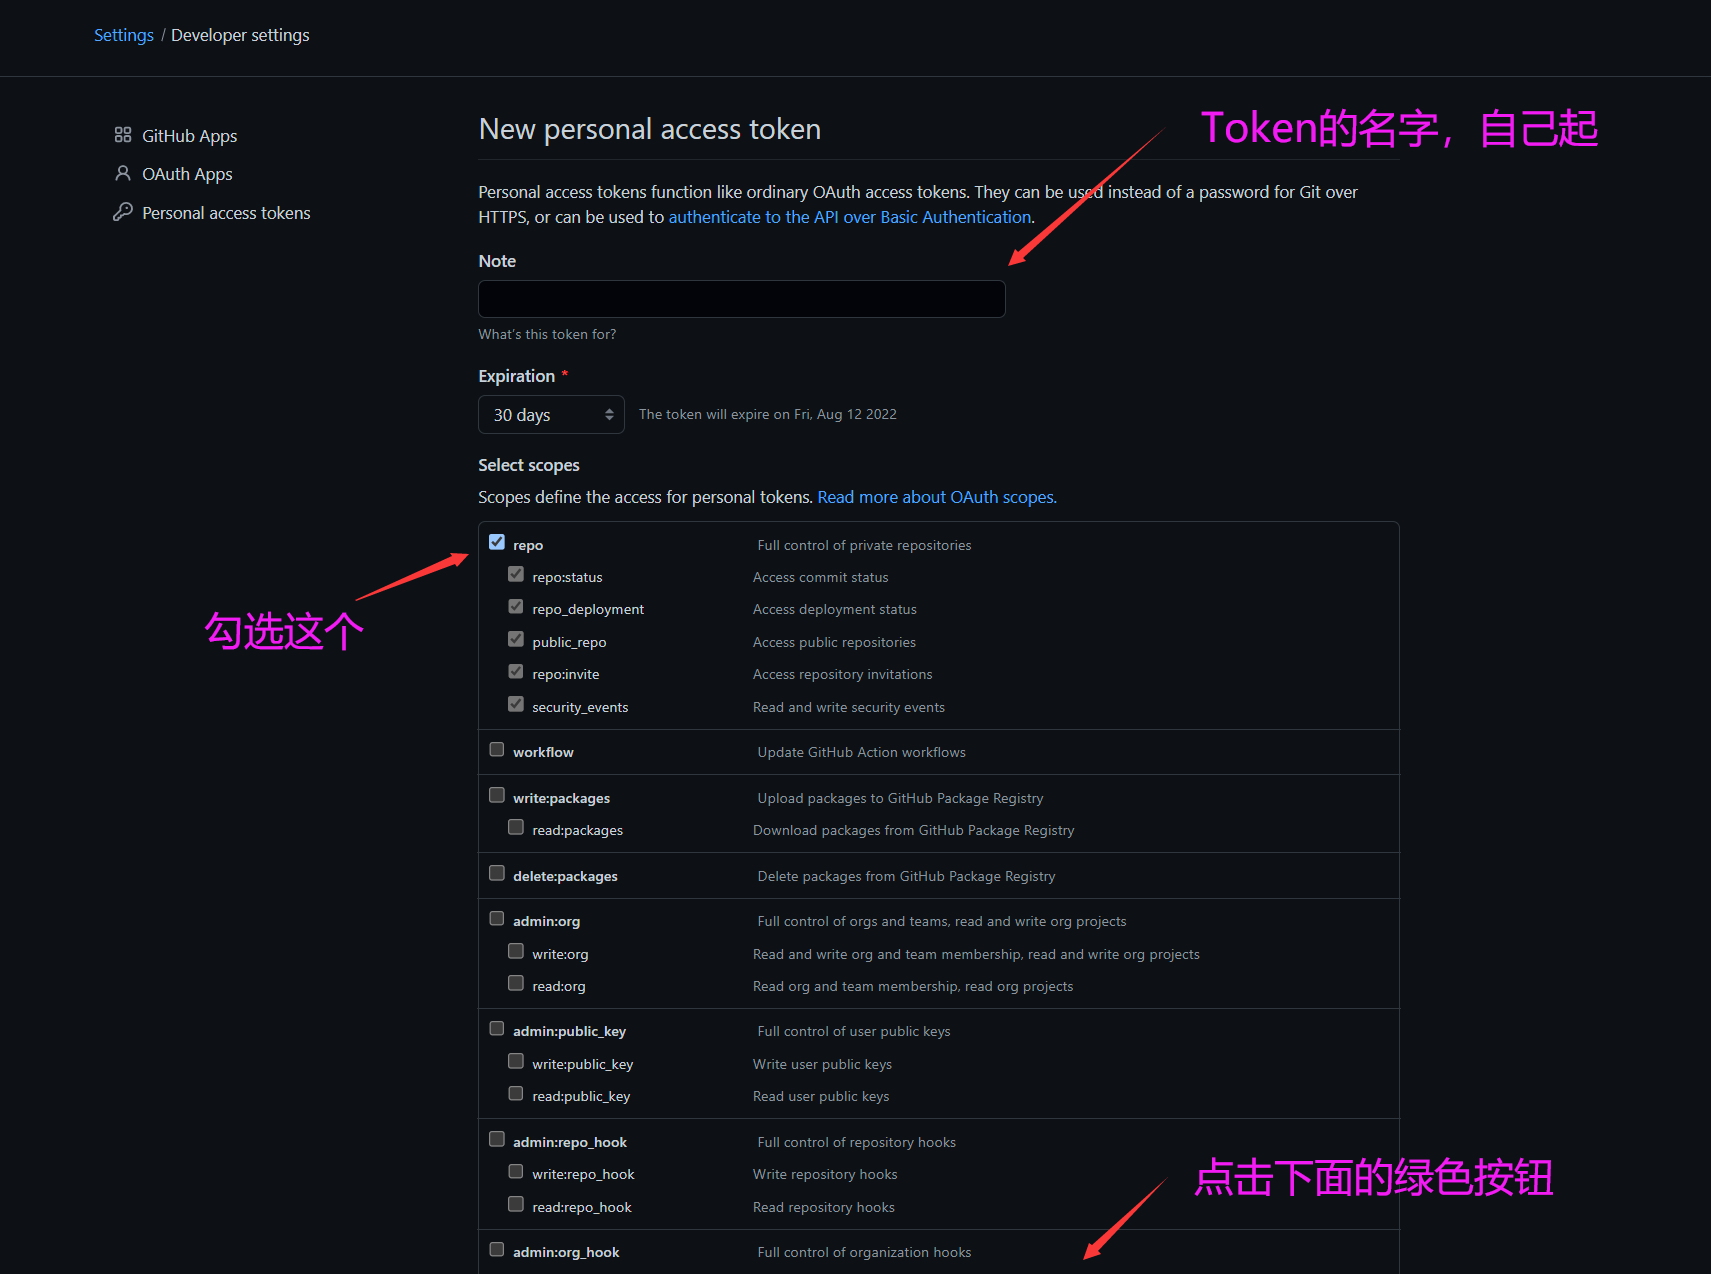 Settings / Developer settings
GitHub Apps
OAuth Apps
Personal access tokens
New personal access token
Token的名字，自己起
Personal access tokens function like ordinary OAuth access tokens. They can be used instead of a password for Git over
HTTPS, or can be used to authenticate to the API over Basic Authentication.
Note
What's this token for?
Expiration *
30 days The token will expire on Fri, Aug 12 2022
Select scopes
Scopes define the access for personal tokens. Read more about OAuth scopes.
勾选这个
repo Full control of private repositories
repo:status Access commit status
repo_deployment Access deployment status
public_repo Access public repositories
repo:invite Access repository invitations
security_events Read and write security events
workflow Update GitHub Action workflows
write:packages Upload packages to GitHub Package Registry
read:packages Download packages from GitHub Package Registry
delete:packages Delete packages from GitHub Package Registry
admin:org Full control of orgs and teams, read and write org projects
write:org Read and write org and team membership, read and write org projects
read:org Read org and team membership, read org projects
admin:public_key Full control of user public keys
write:public_key Write user public keys
read:public_key Read user public keys
admin:repo_hook Full control of repository hooks
write:repo_hook Write repository hooks
read:repo_hook Read repository hooks
点击下面的绿色按钮
admin:org_hook Full control of organization hooks